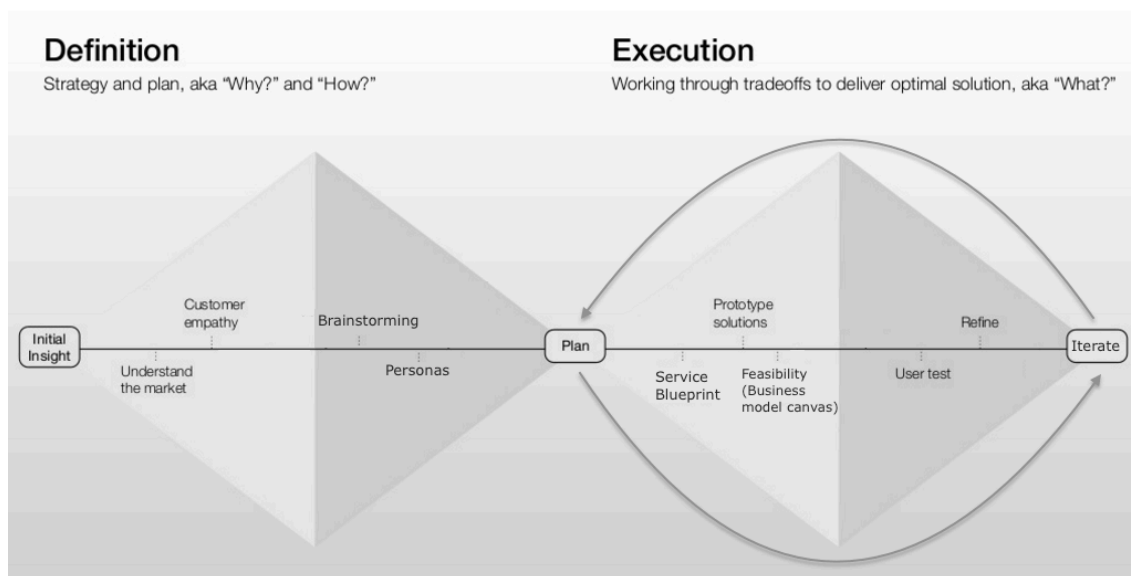 Definition
Strategy and plan, aka “Why?” and “How?”
Execution
Working through tradeoffs to deliver optimal solution, aka “What?”
Initial
Insight
Understand
the market
Customer
empathy
Brainstorming
Personas
Plan
Service
Blueprint
Prototype
solutions
Feasibility
(Business
model canvas)
User test
Refine
Iterate